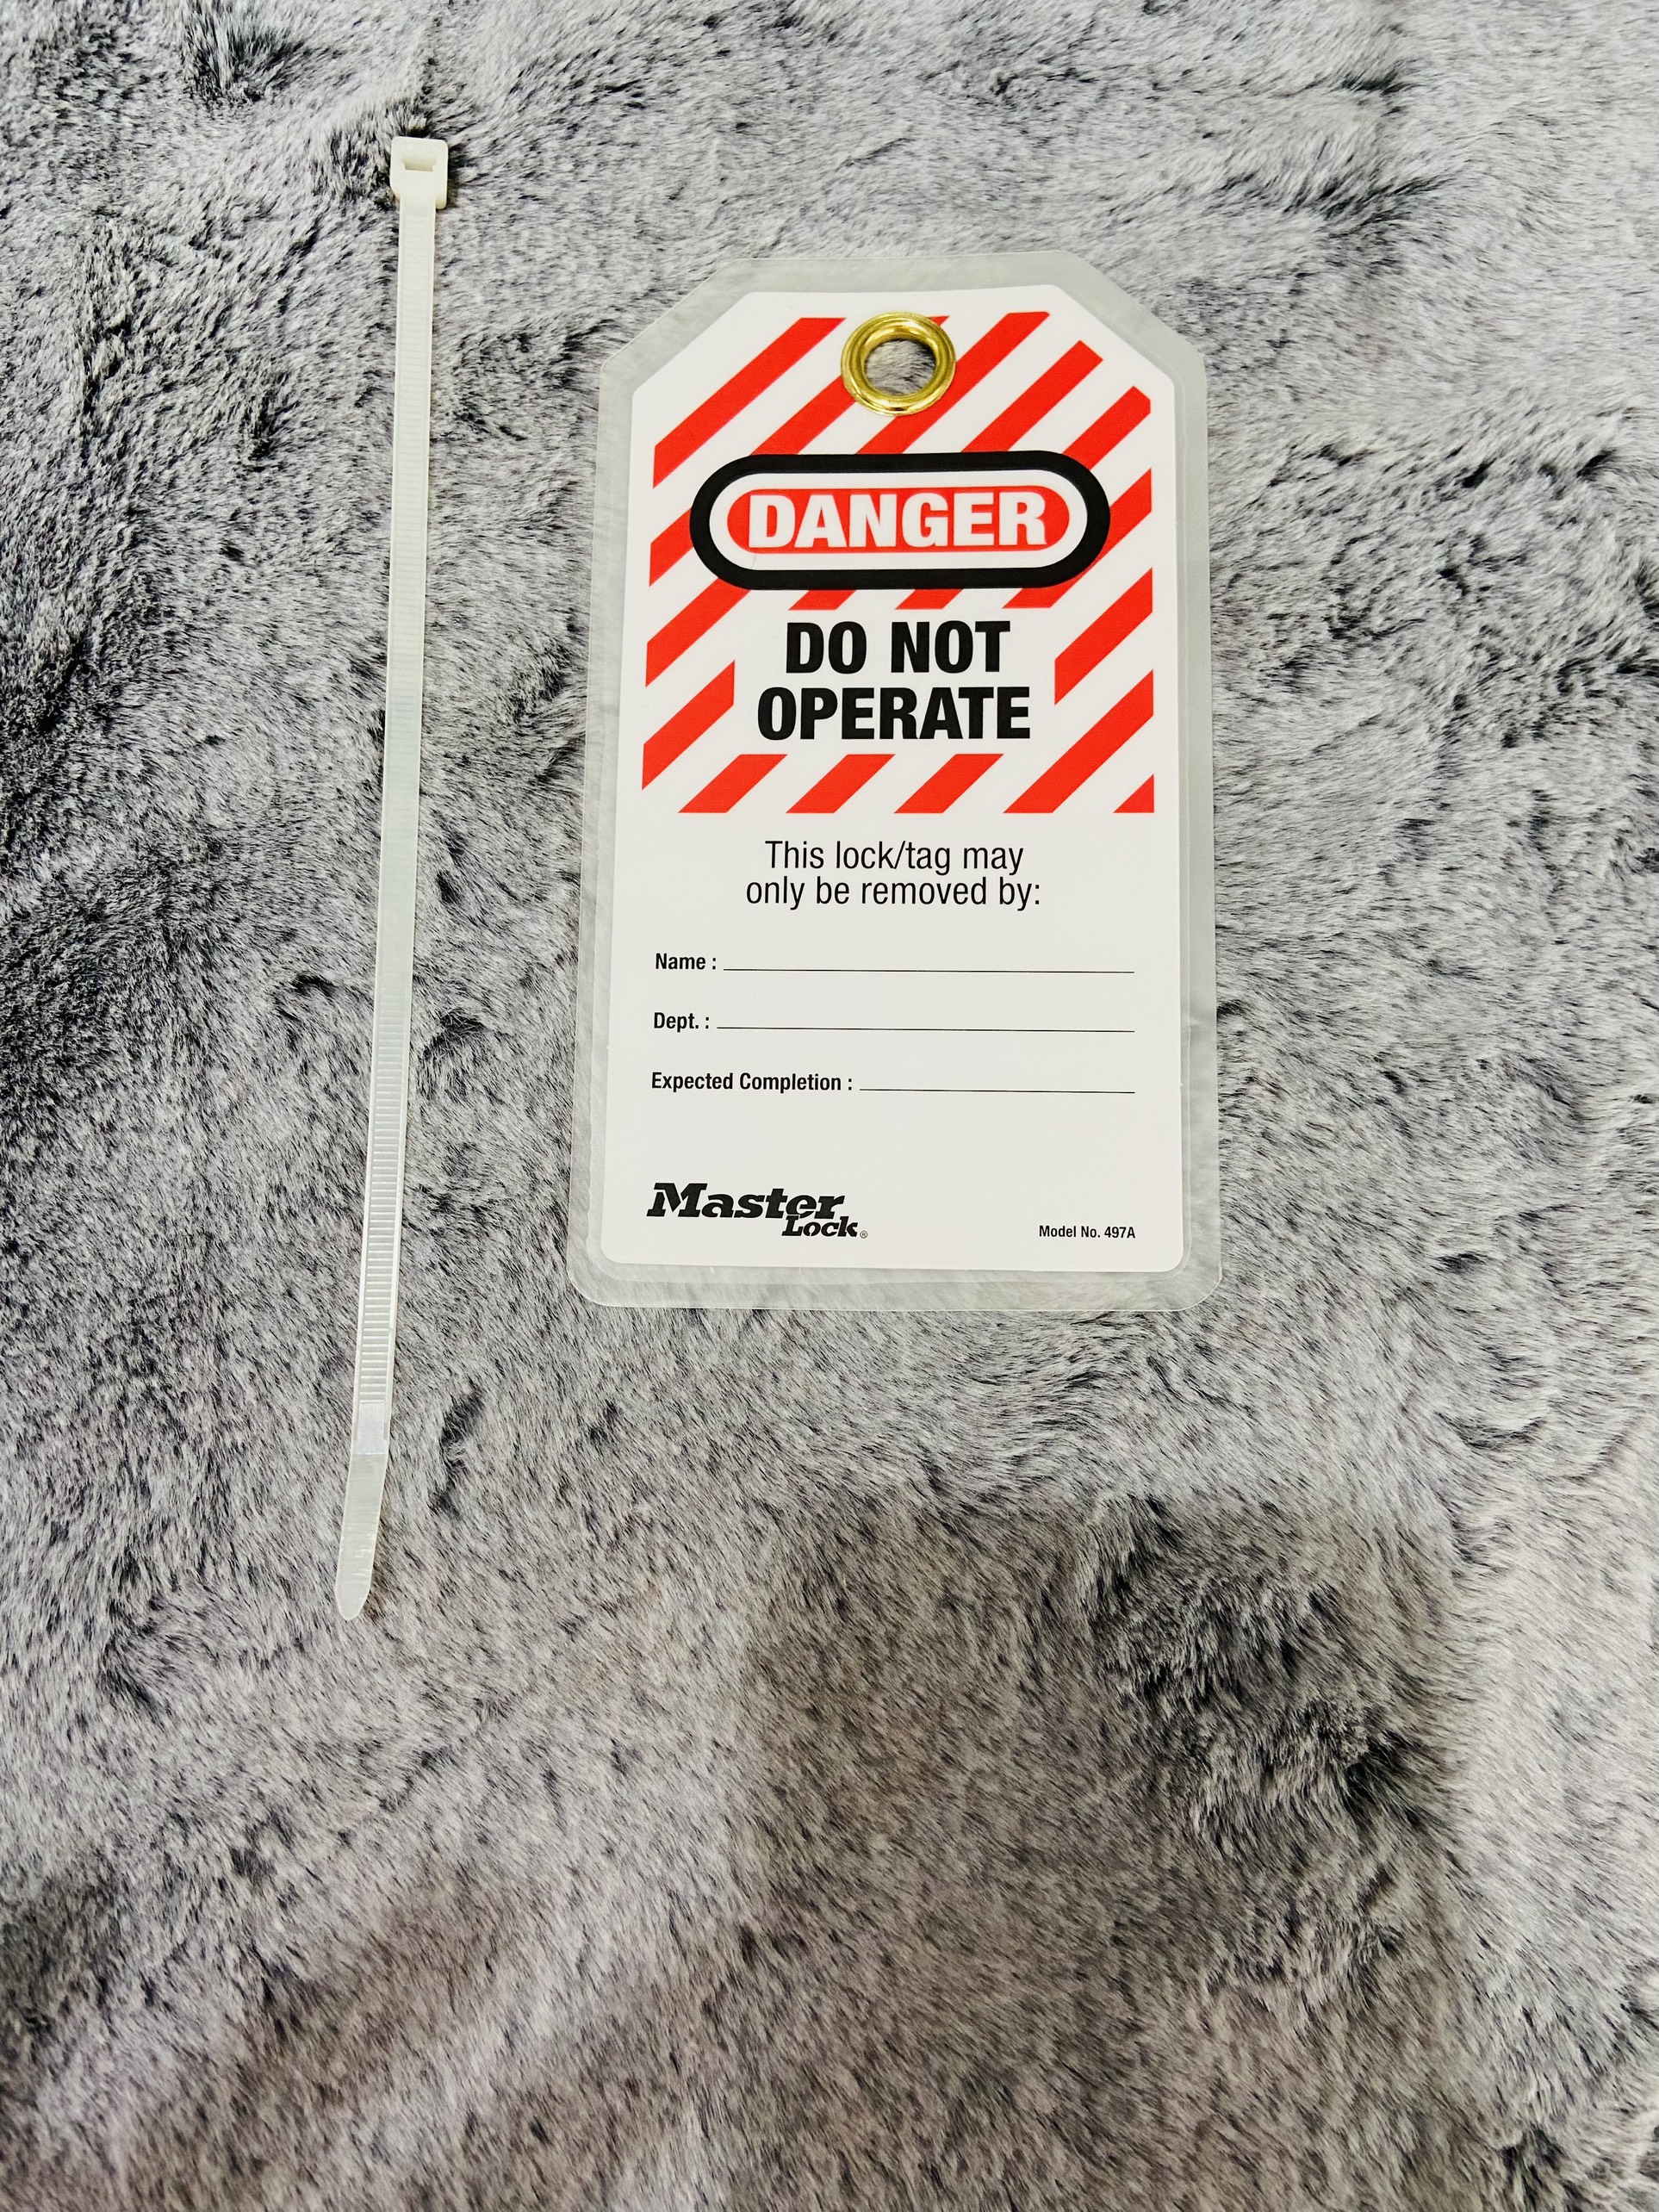 DANGER
DO NOT
OPERATE
This lock/tag may
only be removed by:
Name :
Dept. :
Expected Completion :
Master
Lock®
Model No. 497A